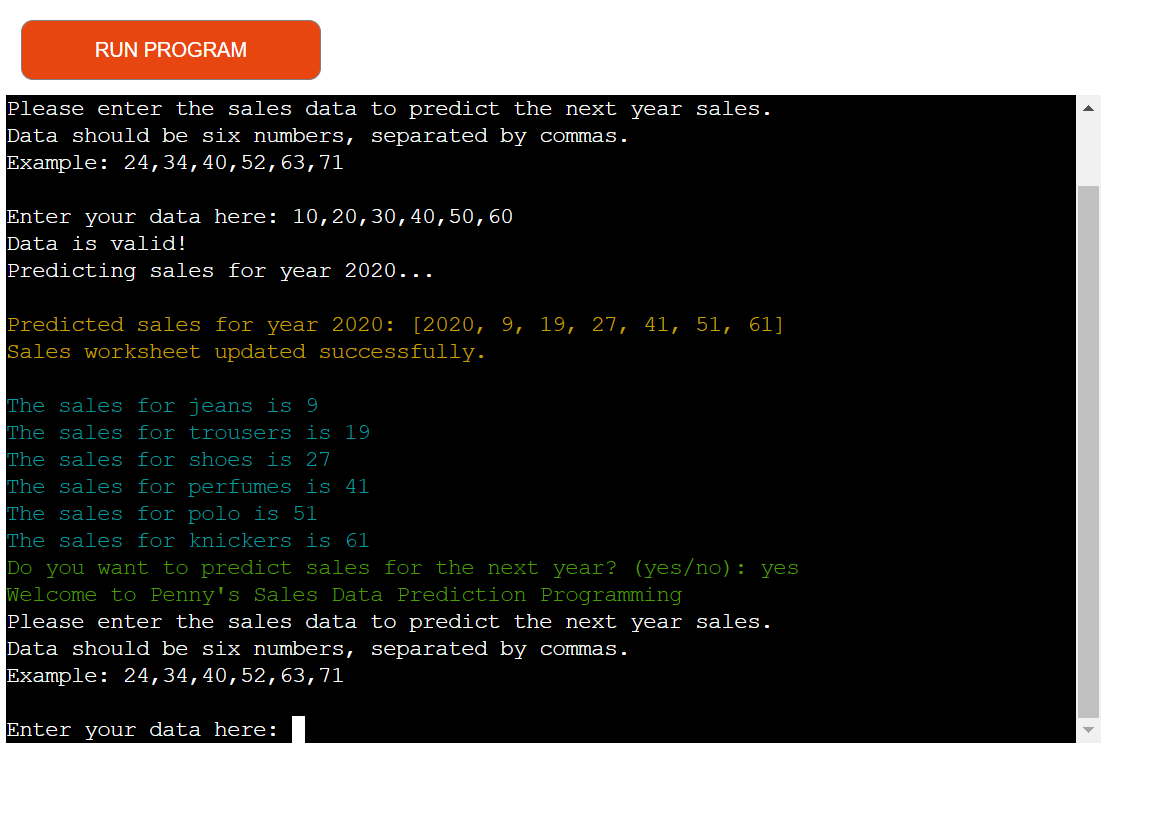 RUN PROGRAM
Please enter the sales data to predict the next year sales.
Data should be six numbers, separated by commas.
Example: 24,34,40,52,63,71
Enter your data here: 10,20,30,40,50,60
Data is valid!
Predicting sales for year 2020...
Predicted sales for year 2020: [2020, 9, 19, 27, 41, 51, 61]
Sales worksheet updated successfully.
The sales for jeans is 9
The sales for trousers is 19
The sales for shoes is 27
The sales for perfumes is 41
The sales for polo is 51
The sales for knickers is 61
Do you want to predict sales for the next year? (yes/no): yes
Welcome to Penny's Sales Data Prediction Programming
Please enter the sales data to predict the next year sales.
Data should be six numbers, separated by commas.
Example: 24,34,40,52,63,71
Enter your data here: